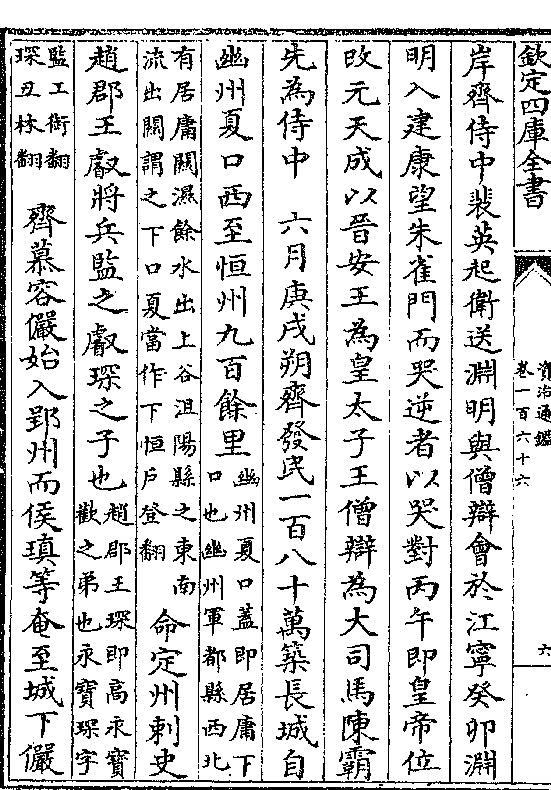 欽定四庫全書
資治通鑑
卷一百六十六
六
岸齊侍中裴英起衛送淵明與僧辯會於江寧癸卯淵
明入建康望朱雀門而哭逆者以哭對丙午即皇帝位
改元天成以晉安王為皇太子王僧辯為大司馬陳霸
先為侍中　六月庚戌朔齊發民一百八十萬築長城自
幽州夏口西至恒州九百餘里
幽州夏口蓋即居庸下
口也幽州軍都縣西北
有居庸關濕餘水出上谷沮陽縣之東南
流出關謂之下口夏當作下恒戶登翻
命定州刺史
趙郡王叡將兵監之叡琛之子也
趙郡王琛即高永寶
歡之弟也永寶琛字
監工銜翻
琛丑林翻
齊慕容儼始入郢州而侯瑱等奄至城下儼